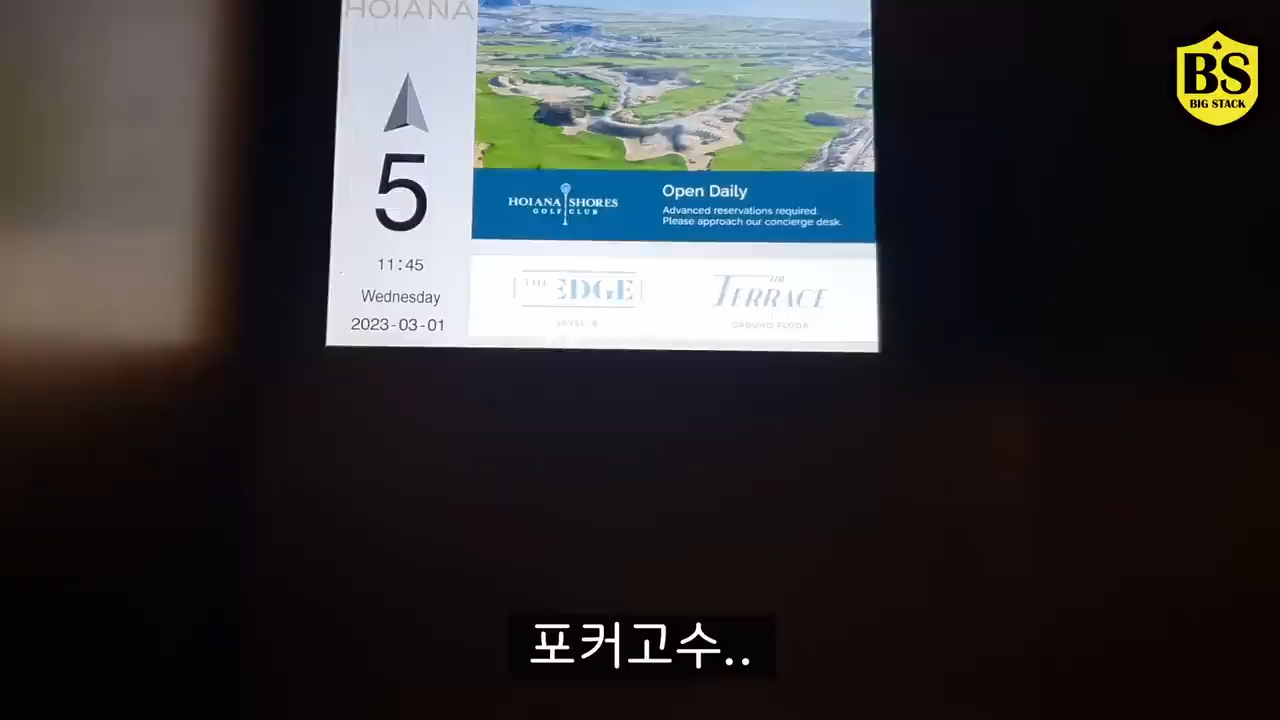 HOIANA
BS
BIG STACK
5
11:45
Wednesday
2023-03-01
HOIANA SHORES
GOLF CLUB
Open Daily
Advanced reservations required.
Please approach our concierge desk.
THE EDGE
THE TERRACE
GROUND FLOOR
포커고수..